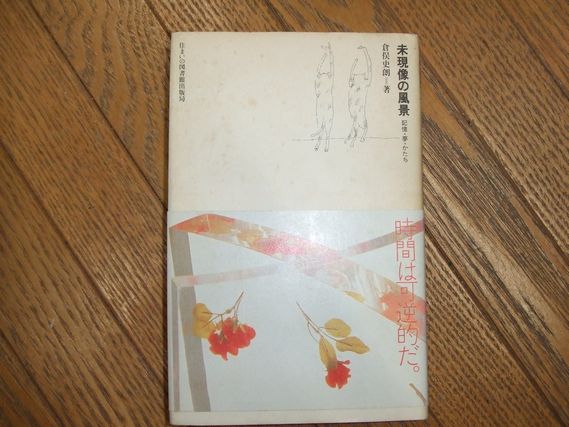 未現像の風景
記憶・夢・かたち
倉俣史朗=著
住まいの図書館出版局
時間は可逆的だ。